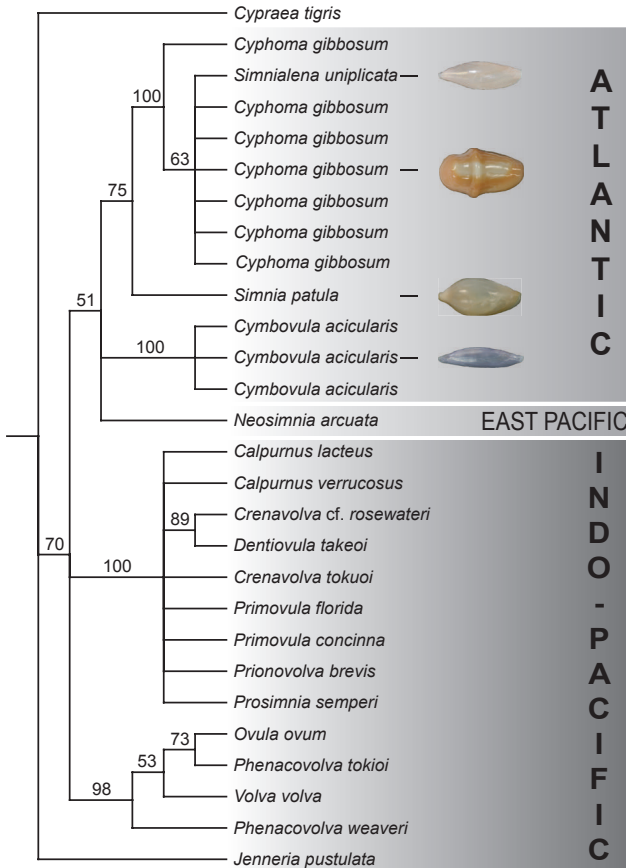 Cypraea tigris
Cyphoma gibbosum
Simnialena uniplicata
100
Cyphoma gibbosum
Cyphoma gibbosum
63
Cyphoma gibbosum
75
Cyphoma gibbosum
Cyphoma gibbosum
Cyphoma gibbosum
Simnia patula
51
Cymbovula acicularis
100
Cymbovula acicularis
Cymbovula acicularis
ATLANTIC
Neosimnia arcuata
EAST PACIFIC
Calpurnus lacteus
Calpurnus verrucosus
89
Crenavolva cf. rosewateri
Dentiovula takeoi
70
100
Crenavolva tokuoi
Primovula florida
Primovula concinna
Prionovolva brevis
Prosimnia semperi
73
Ovula ovum
53
Phenacovolva tokioi
98
Volva volva
Phenacovolva weaveri
INDO-PACIFIC
Jenneria pustulata